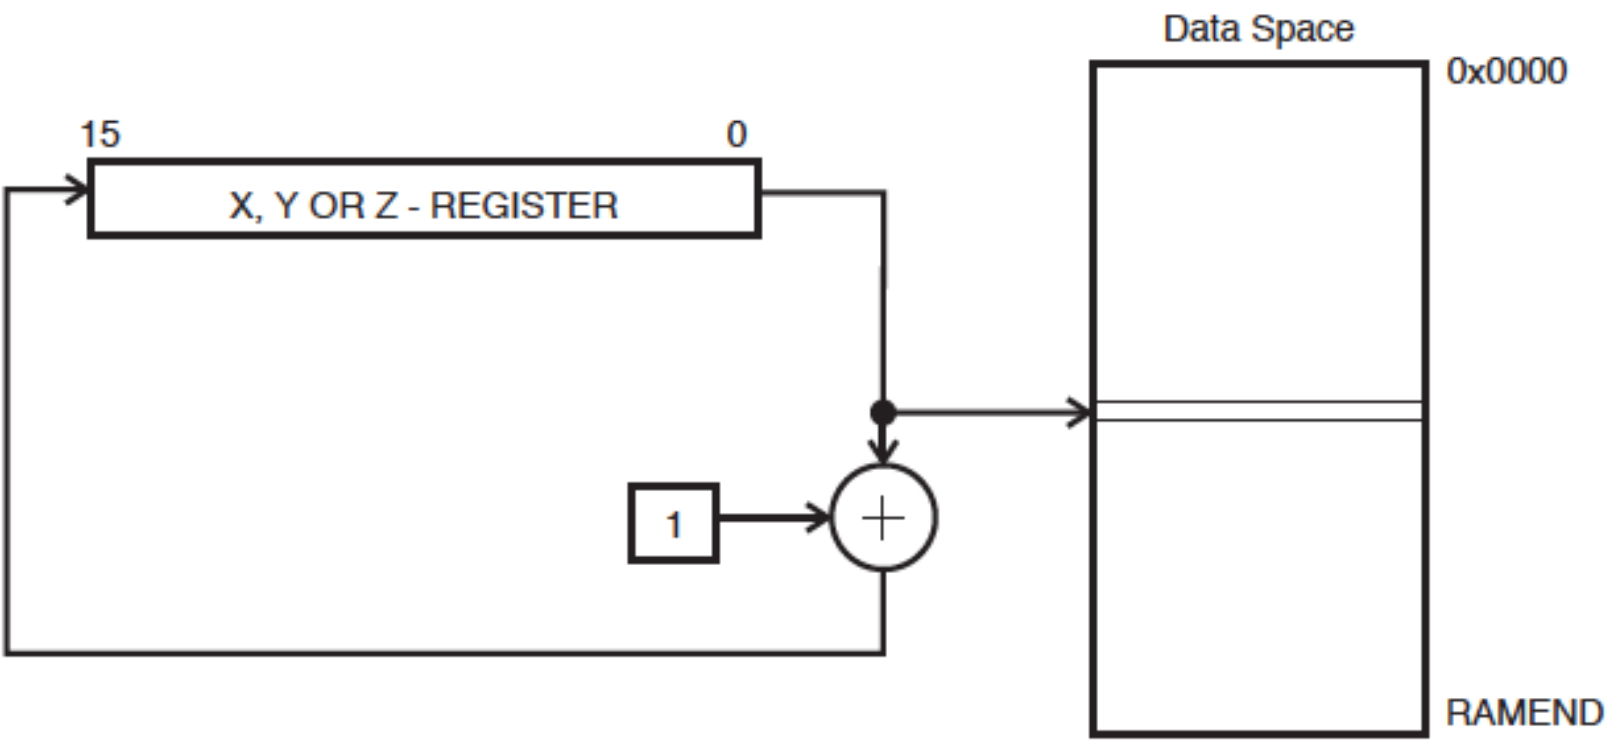 Data Space
0x0000
15 0
X, Y OR Z - REGISTER
1
RAMEND